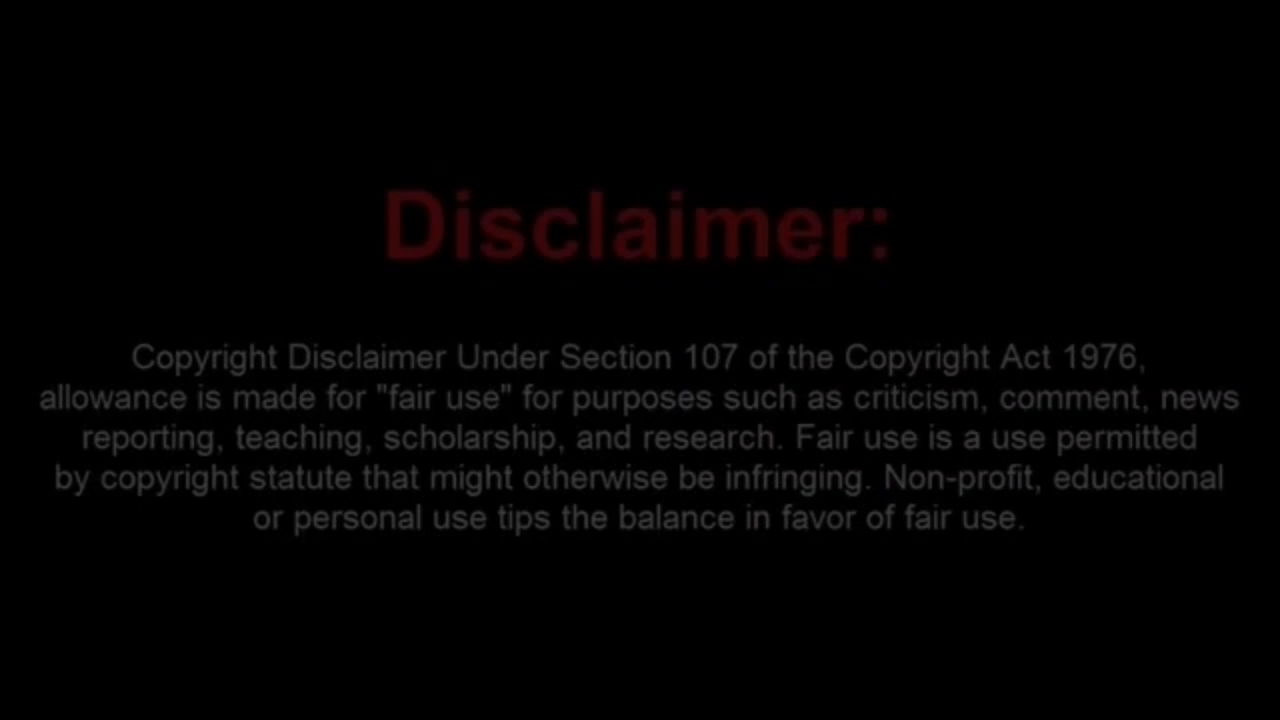 Disclaimer:
Copyright Disclaimer Under Section 107 of the Copyright Act 1976,
allowance is made for "fair use" for purposes such as criticism, comment, news
reporting, teaching, scholarship, and research. Fair use is a use permitted
by copyright statute that might otherwise be infringing. Non-profit, educational
or personal use tips the balance in favor of fair use.